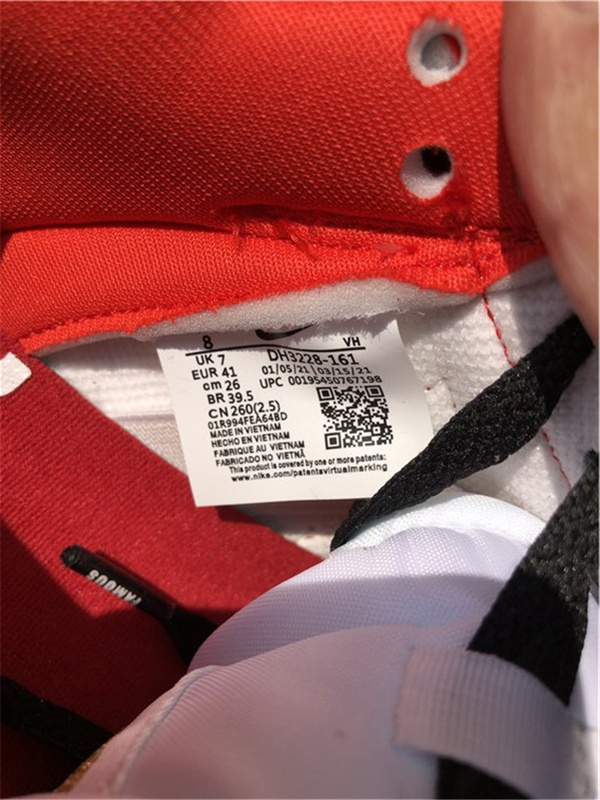 8 VH
UK 7 DH3228-161
EUR 41 01/05/21 03/15/21
cm 26 UPC 00195450767198
BR 39.5
CN 260(2.5)
01R994FEA64BD
MADE IN VIETNAM
HECHO EN VIETNAM
FABRIQUE AU VIETNAM
FABRICADO NO VIETNÃ
This product is covered by one or more patents:
www.nike.com/patentsvirtualmarking
FAMOUS